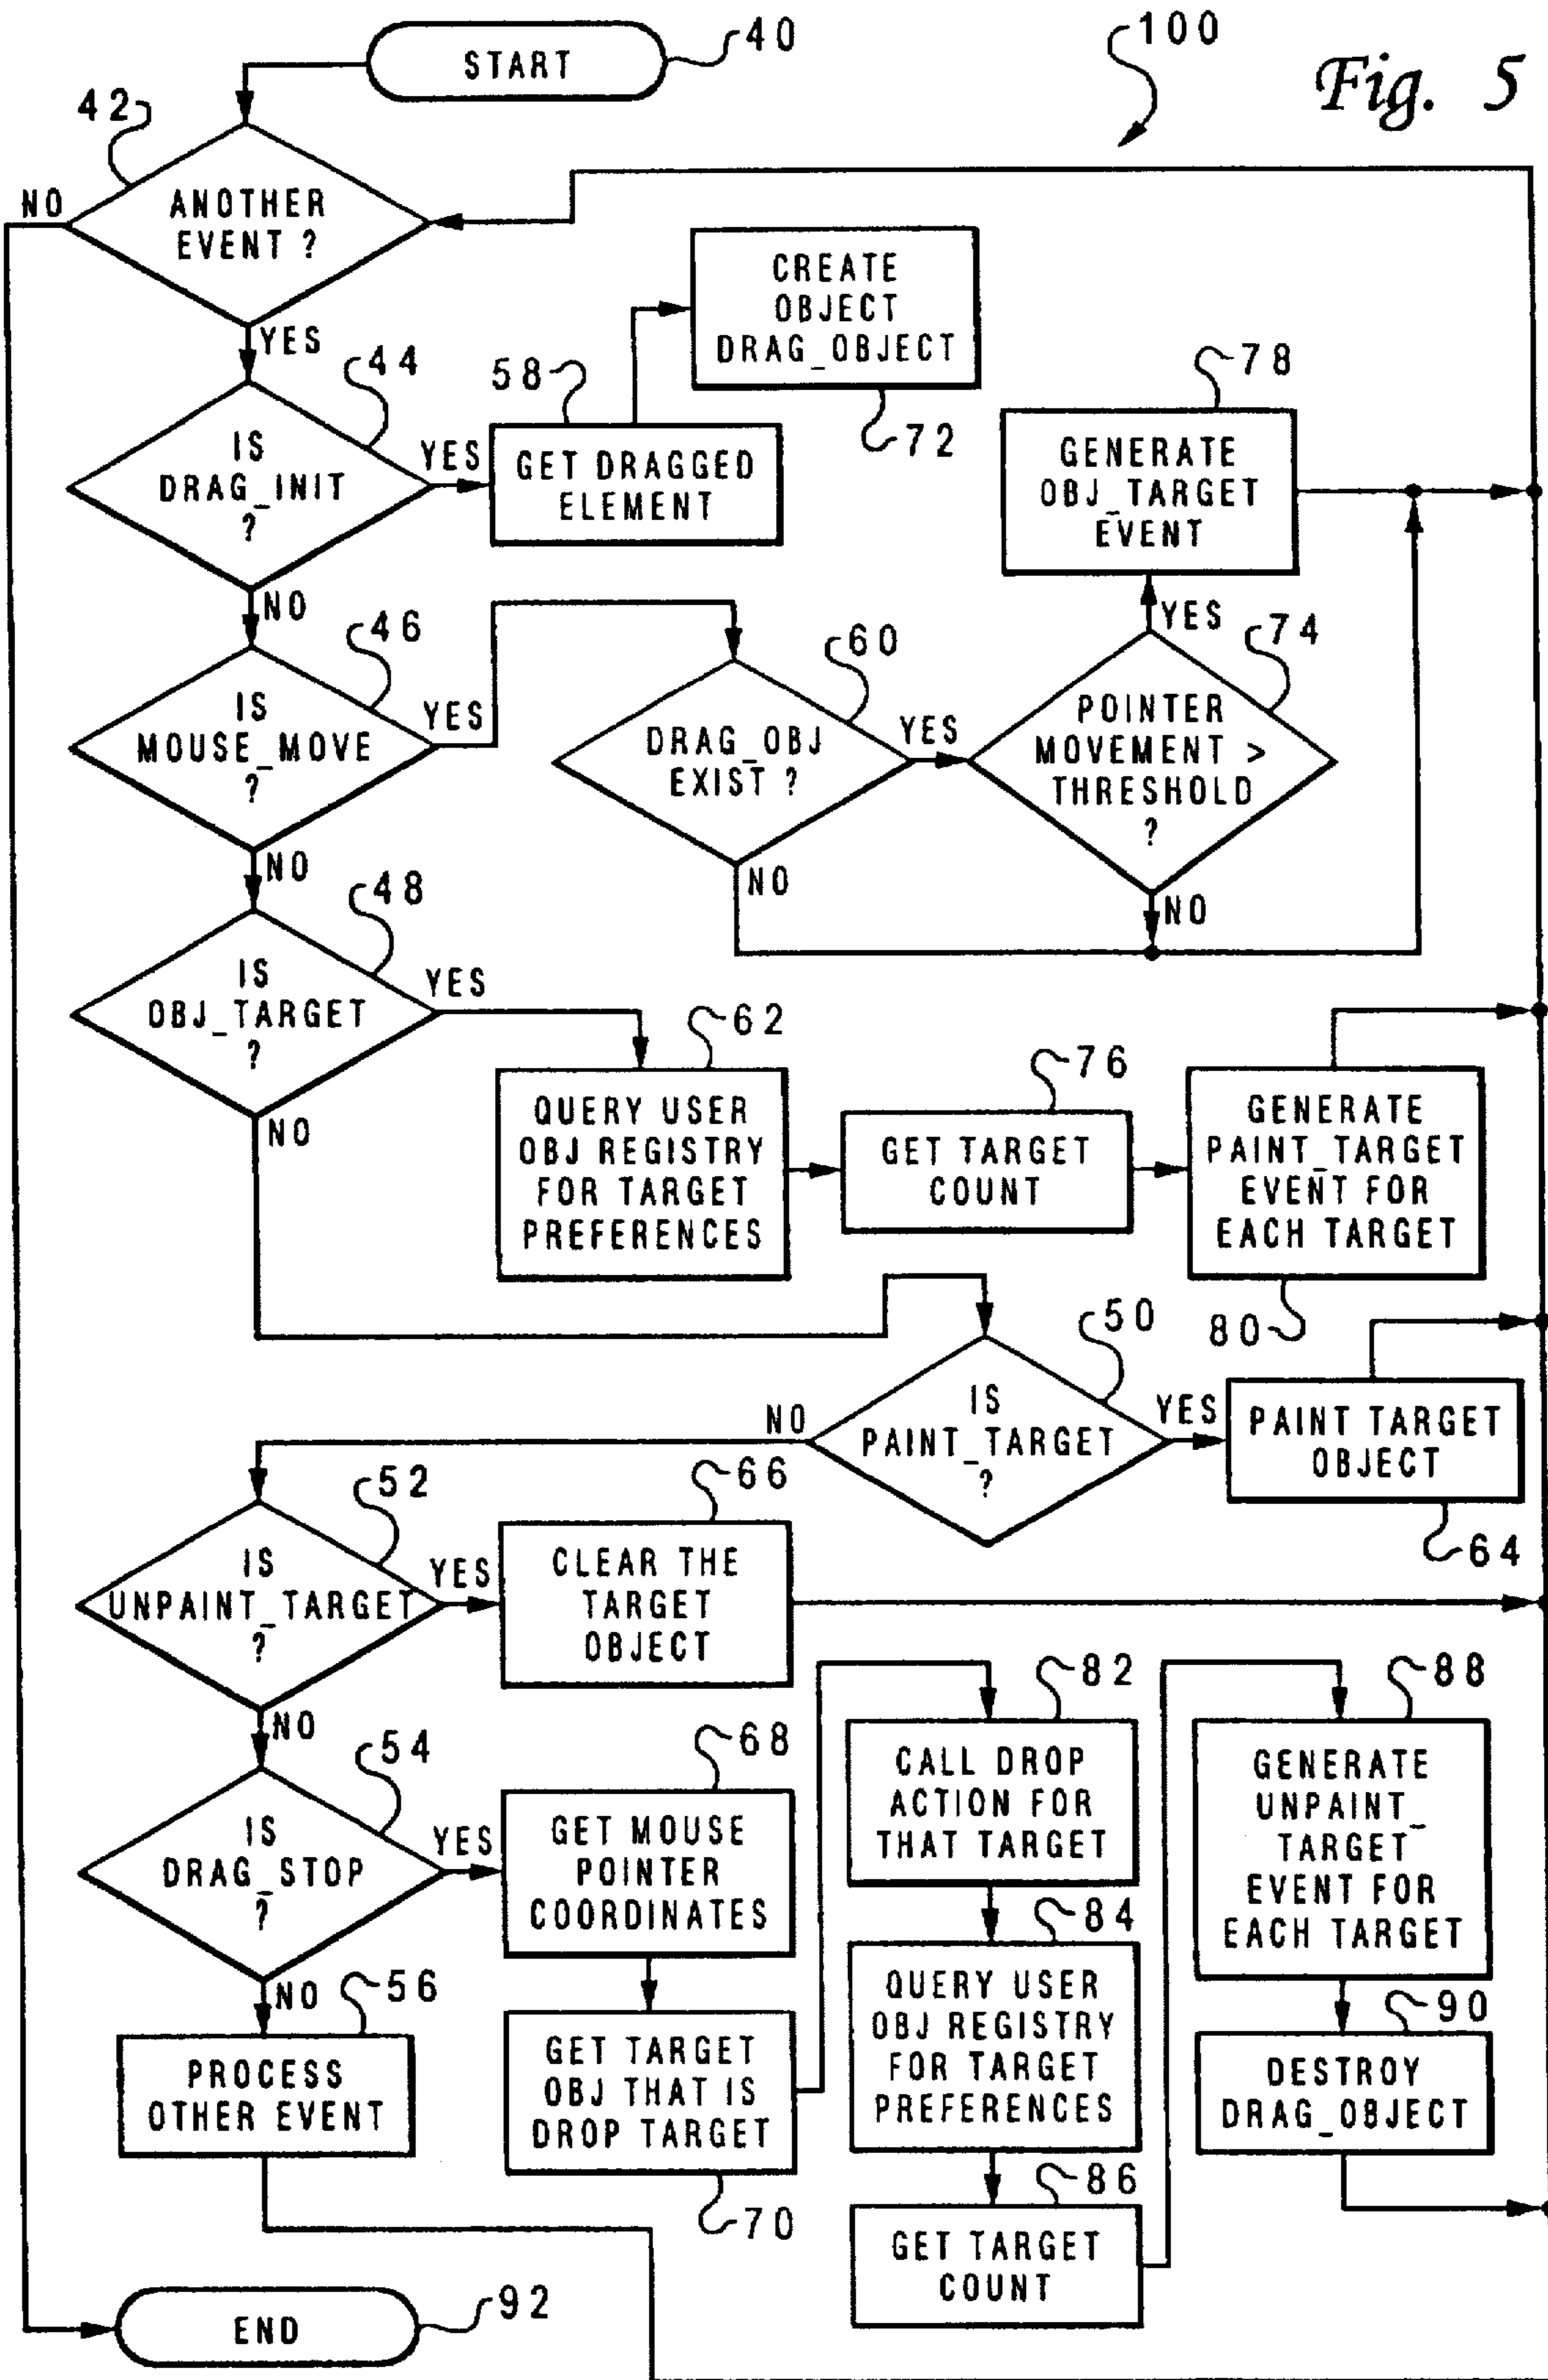 START
40
100
Fig. 5
42
NO
ANOTHER
EVENT ?
YES
CREATE
OBJECT
DRAG_OBJECT
72
44
IS
DRAG_INIT
?
YES
58
GET DRAGGED
ELEMENT
78
GENERATE
OBJ_TARGET
EVENT
NO
46
IS
MOUSE_MOVE
?
YES
60
DRAG_OBJ
EXIST ?
YES
NO
YES
74
POINTER
MOVEMENT >
THRESHOLD
?
NO
NO
48
IS
OBJ_TARGET
?
YES
NO
62
QUERY USER
OBJ REGISTRY
FOR TARGET
PREFERENCES
76
GET TARGET
COUNT
GENERATE
PAINT_TARGET
EVENT FOR
EACH TARGET
80
50
IS
PAINT_TARGET
?
NO
YES
PAINT TARGET
OBJECT
64
52
IS
UNPAINT_TARGET
?
YES
66
CLEAR THE
TARGET
OBJECT
NO
54
IS
DRAG_STOP
?
YES
68
GET MOUSE
POINTER
COORDINATES
GET TARGET
OBJ THAT IS
DROP TARGET
70
82
CALL DROP
ACTION FOR
THAT TARGET
84
QUERY USER
OBJ REGISTRY
FOR TARGET
PREFERENCES
86
GET TARGET
COUNT
88
GENERATE
UNPAINT_
TARGET
EVENT FOR
EACH TARGET
90
DESTROY
DRAG_OBJECT
NO
56
PROCESS
OTHER EVENT
END
92